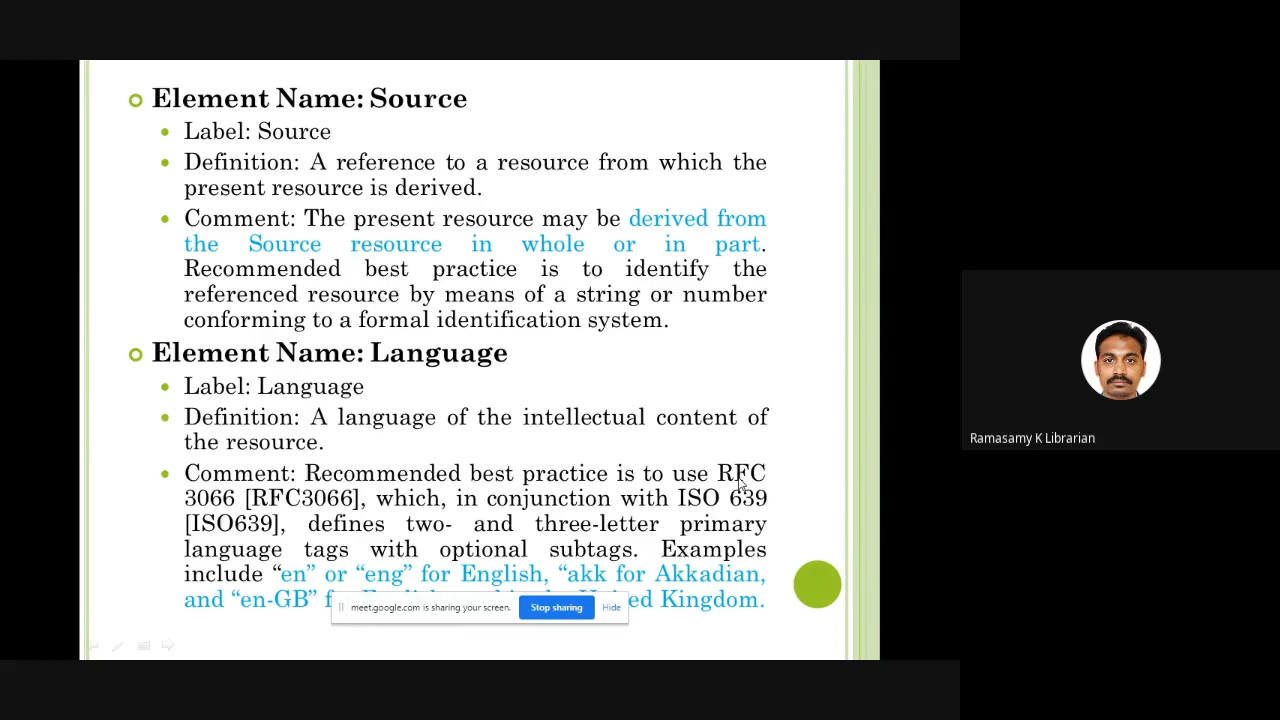 Element Name: Source
Label: Source
Definition: A reference to a resource from which the
present resource is derived.
Comment: The present resource may be derived from
the Source resource in whole or in part.
Recommended best practice is to identify the
referenced resource by means of a string or number
conforming to a formal identification system.
Element Name: Language
Label: Language
Definition: A language of the intellectual content of
the resource.
Comment: Recommended best practice is to use RFC
3066 [RFC3066], which, in conjunction with ISO 639
[ISO639], defines two- and three-letter primary
language tags with optional subtags. Examples
include “en” or “eng” for English, “akk for Akkadian,
and “en-GB” Kingdom.
meet.google.com is sharing your screen. Stop sharing Hide
Ramasamy K Librarian